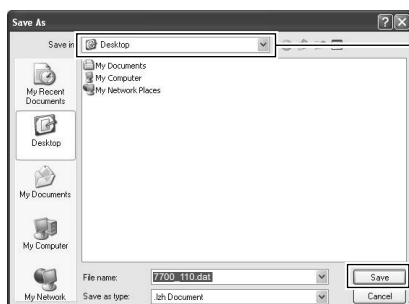 Save As
Save in
Desktop
My Documents
My Computer
My Network Places
My Recent
Documents
Desktop
My Documents
My Computer
My Network
File name:
7700_110.dat
Save
Save as type:
.lzh Document
Cancel